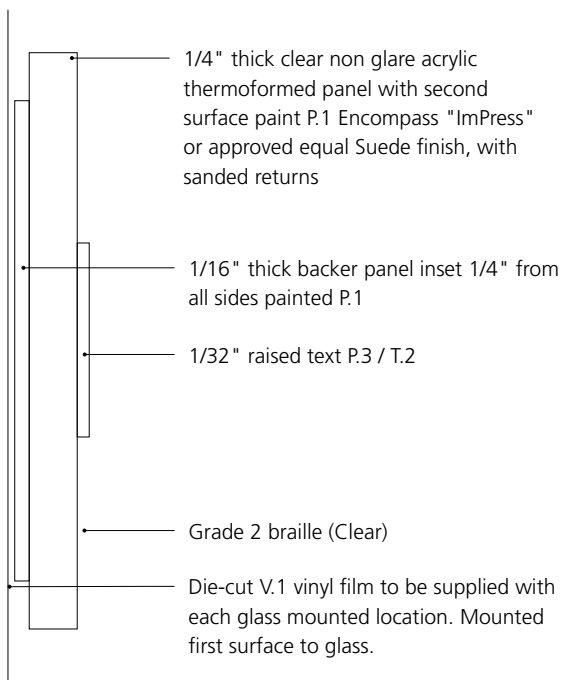 1/4" thick clear non glare acrylic
thermoformed panel with second
surface paint P.1 Encompass "ImPress"
or approved equal Suede finish, with
sanded returns
1/16" thick backer panel inset 1/4" from
all sides painted P.1
1/32" raised text P.3 / T.2
Grade 2 braille (Clear)
Die-cut V.1 vinyl film to be supplied with
each glass mounted location. Mounted
first surface to glass.